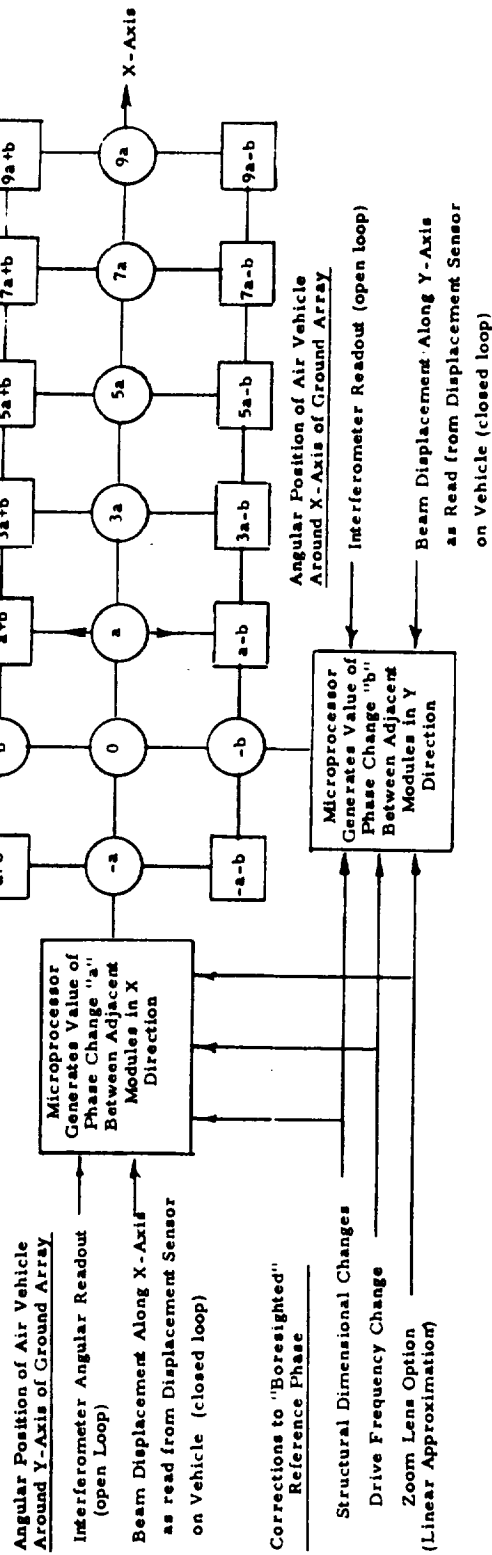 3a+b 5a+b 7a+b 9a+b
-a 0 a 3a 5a 7a 9a X-Axis
-a-b -b a-b 3a-b 5a-b 7a-b 9a-b
Angular Position of Air Vehicle
Around Y-Axis of Ground Array
Interferometer Angular Readout
(open Loop)
Beam Displacement Along X-Axis
as read from Displacement Sensor
on Vehicle (closed loop)
Microprocessor
Generates Value of
Phase Change "a"
Between Adjacent
Modules in X
Direction
Corrections to "Boresighted"
Reference Phase
Structural Dimensional Changes
Drive Frequency Change
Zoom Lens Option
(Linear Approximation)
Microprocessor
Generates Value of
Phase Change "b"
Between Adjacent
Modules in Y
Direction
Angular Position of Air Vehicle
Around X-Axis of Ground Array
Interferometer Readout (open loop)
Beam Displacement Along Y-Axis
as Read from Displacement Sensor
on Vehicle (closed loop)